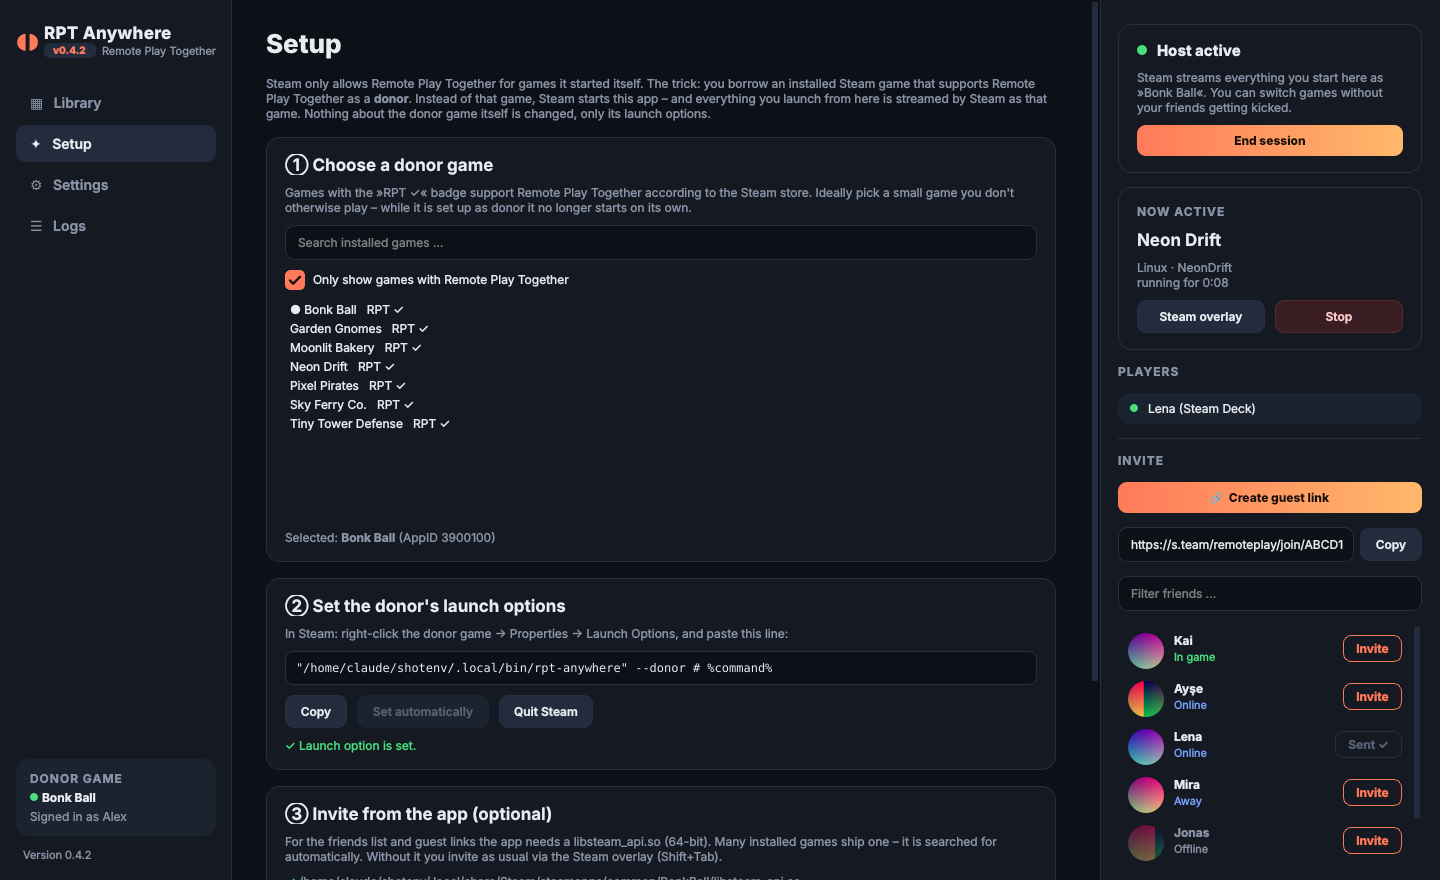 RPT Anywhere
v0.4.2 Remote Play Together
Library
Setup
Settings
Logs
DONOR GAME
Bonk Ball
Signed in as Alex
Version 0.4.2
Setup
Steam only allows Remote Play Together for games it started itself. The trick: you borrow an installed Steam game that supports Remote
Play Together as a donor. Instead of that game, Steam starts this app – and everything you launch from here is streamed by Steam as that
game. Nothing about the donor game itself is changed, only its launch options.
① Choose a donor game
Games with the »RPT ✓« badge support Remote Play Together according to the Steam store. Ideally pick a small game you don't
otherwise play – while it is set up as donor it no longer starts on its own.
Search installed games ...
Only show games with Remote Play Together
● Bonk Ball RPT ✓
Garden Gnomes RPT ✓
Moonlit Bakery RPT ✓
Neon Drift RPT ✓
Pixel Pirates RPT ✓
Sky Ferry Co. RPT ✓
Tiny Tower Defense RPT ✓
Selected: Bonk Ball (AppID 3900100)
② Set the donor's launch options
In Steam: right-click the donor game → Properties → Launch Options, and paste this line:
"/home/claude/shotenv/.local/bin/rpt-anywhere" --donor # %command%
Copy Set automatically Quit Steam
✓ Launch option is set.
③ Invite from the app (optional)
For the friends list and guest links the app needs a libsteam_api.so (64-bit). Many installed games ship one – it is searched for
automatically. Without it you invite as usual via the Steam overlay (Shift+Tab).
Host active
Steam streams everything you start here as
»Bonk Ball«. You can switch games without
your friends getting kicked.
End session
NOW ACTIVE
Neon Drift
Linux · NeonDrift
running for 0:08
Steam overlay Stop
PLAYERS
Lena (Steam Deck)
INVITE
Create guest link
https://s.team/remoteplay/join/ABCD1 Copy
Filter friends ...
Kai
In game
Invite
Ayşe
Online
Invite
Lena
Online
Sent ✓
Mira
Away
Invite
Jonas
Offline
Invite